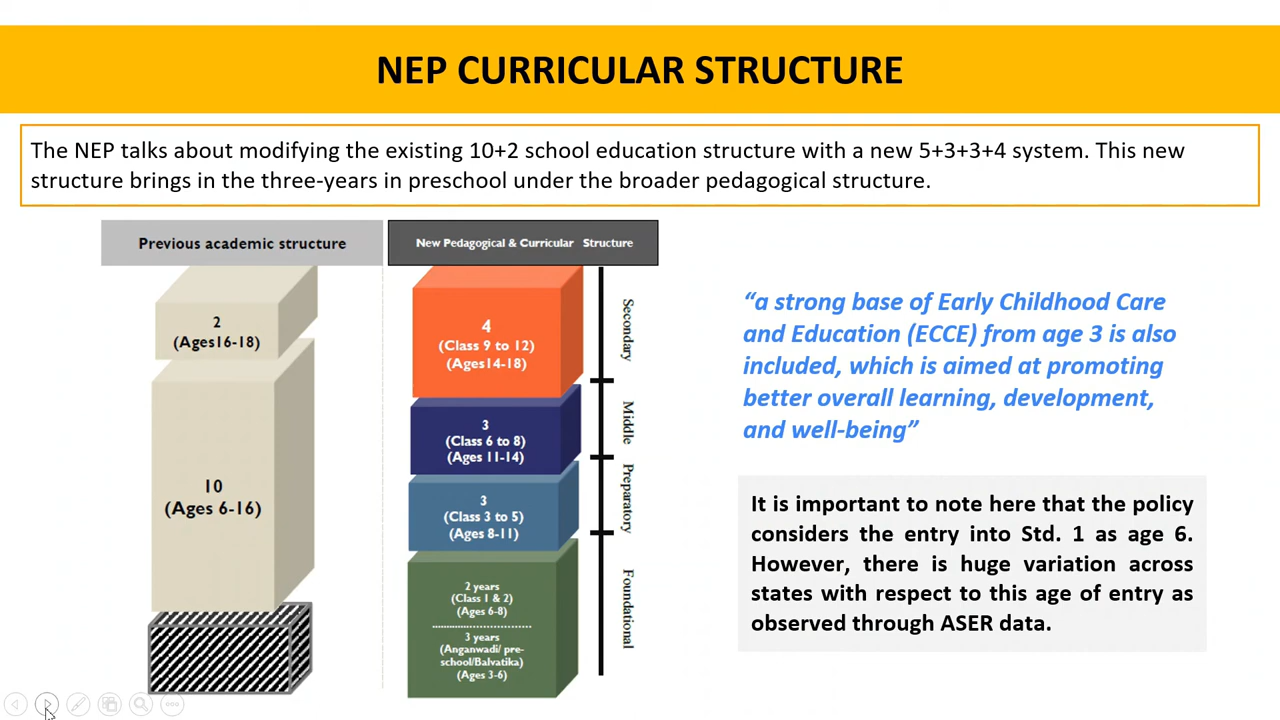 NEP CURRICULAR STRUCTURE
The NEP talks about modifying the existing 10+2 school education structure with a new 5+3+3+4 system. This new
structure brings in the three-years in preschool under the broader pedagogical structure.
Previous academic structure
2
(Ages16-18)
10
(Ages 6-16)
New Pedagogical & Curricular Structure
4
(Class 9 to 12)
(Ages14-18)
3
(Class 6 to 8)
(Ages 11-14)
3
(Class 3 to 5)
(Ages 8-11)
2 years
(Class 1 & 2)
(Ages 6-8)
3 years
(Anganwadi/ pre-
school/Balvatika)
(Ages 3-6)
Secondary
Middle
Preparatory
Foundational
“a strong base of Early Childhood Care
and Education (ECCE) from age 3 is also
included, which is aimed at promoting
better overall learning, development,
and well-being”
It is important to note here that the policy
considers the entry into Std. 1 as age 6.
However, there is huge variation across
states with respect to this age of entry as
observed through ASER data.